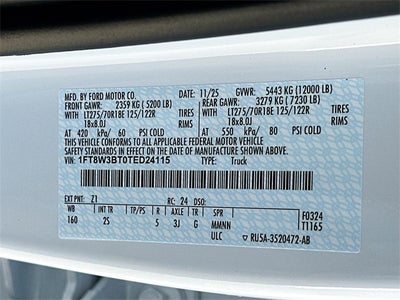 MFD. BY FORD MOTOR CO. 11/25 GVWR: 5443 KG (12000 LB)
FRONT GAWR: 2359 KG ( 5200 LB) REAR GAWR: 3279 KG ( 7230 LB)
LT275/70R18E 125/122R TIRES LT275/70R18E 125/122R TIRES
18x8.0J RIMS 18x8.0J RIMS
AT 420 kPa/ 60 PSI COLD AT 550 kPa/ 80 PSI COLD
THIS VEHICLE CONFORMS TO ALL APPLICABLE FEDERAL MOTOR VEHICLE
SAFETY STANDARDS IN EFFECT ON THE DATE OF MANUFACTURE SHOWN ABOVE.
VIN: 1FT8W3BT0TED24115 TYPE: Truck
EXT PNT: Z1 RC: 24 DSO:
WB INT TR TP/PS R AXLE TR SPR F0324
160 2S 5 3J G MMNN T1165
ULC RU5A-3520472-AB